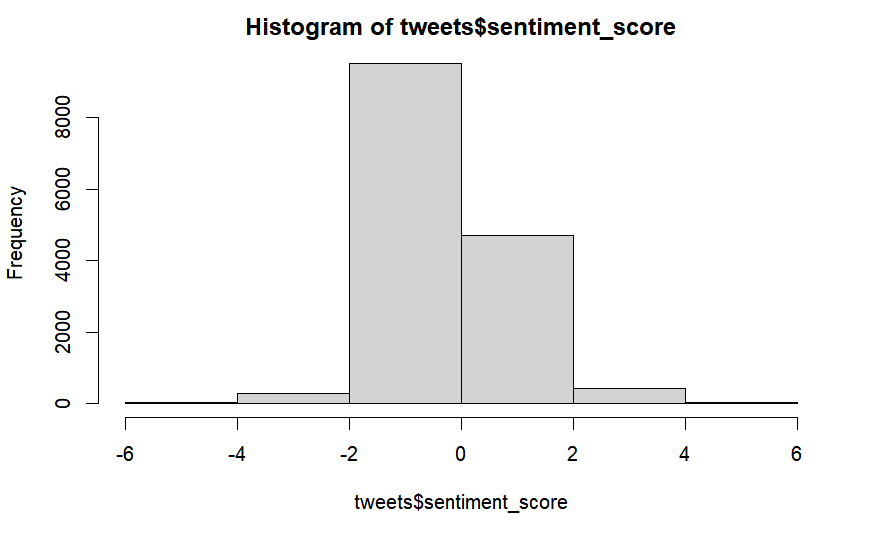 Histogram of tweets$sentiment_score
Frequency
8000
6000
4000
2000
0
-6 -4 -2 0 2 4 6
tweets$sentiment_score